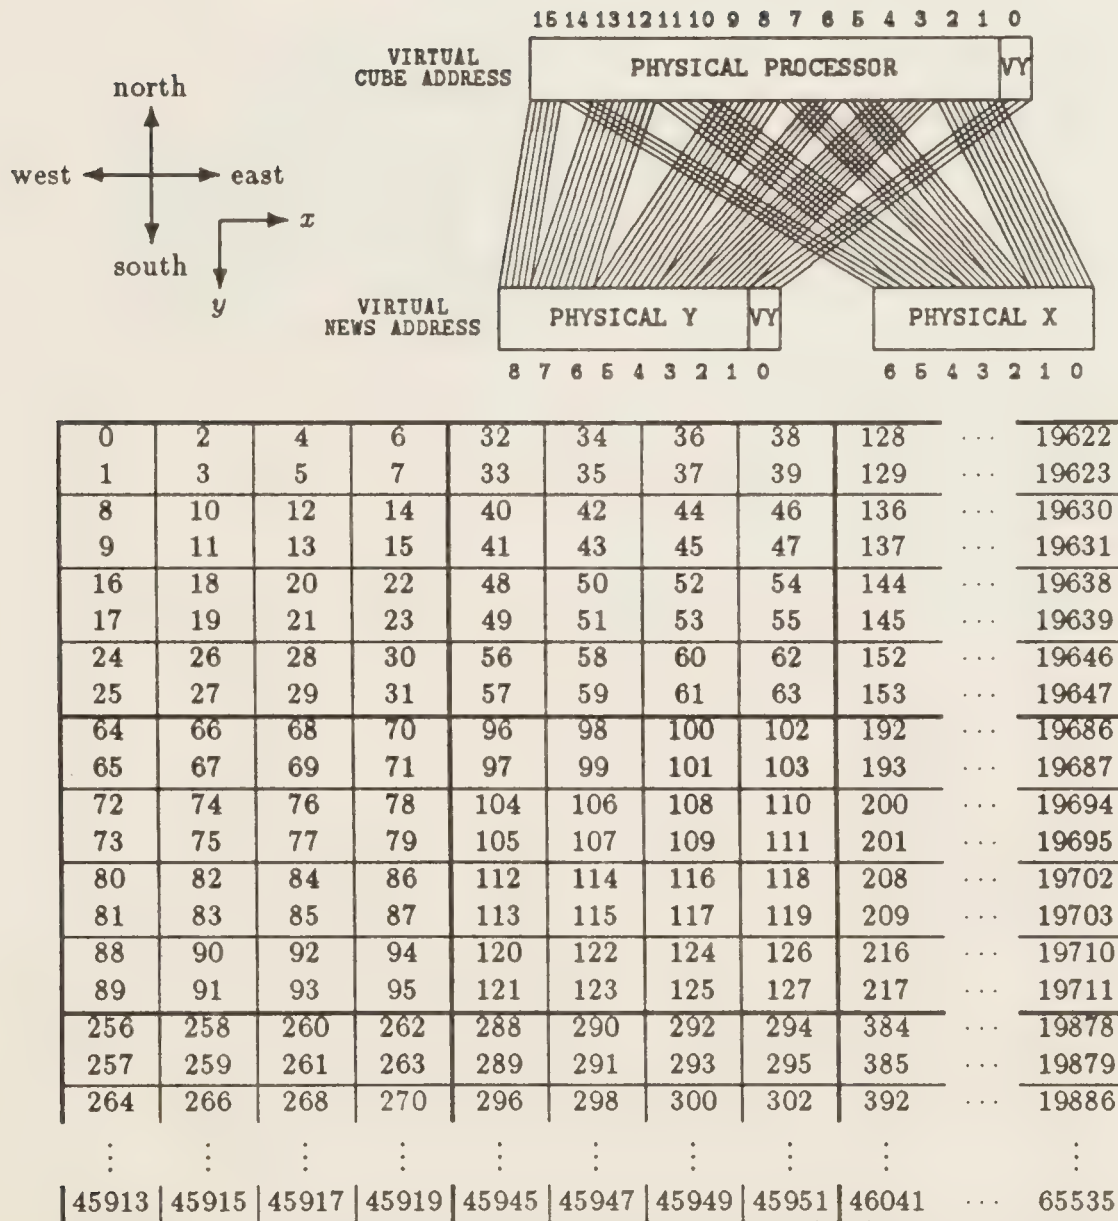 15 14 13 12 11 10 9 8 7 6 5 4 3 2 1 0
VIRTUAL
CUBE ADDRESS
PHYSICAL PROCESSOR VY
north
west east
x
south
y
VIRTUAL
NEWS ADDRESS
PHYSICAL Y VY PHYSICAL X
8 7 6 5 4 3 2 1 0 6 5 4 3 2 1 0
0 2 4 6 32 34 36 38 128 ... 19622
1 3 5 7 33 35 37 39 129 ... 19623
8 10 12 14 40 42 44 46 136 ... 19630
9 11 13 15 41 43 45 47 137 ... 19631
16 18 20 22 48 50 52 54 144 ... 19638
17 19 21 23 49 51 53 55 145 ... 19639
24 26 28 30 56 58 60 62 152 ... 19646
25 27 29 31 57 59 61 63 153 ... 19647
64 66 68 70 96 98 100 102 192 ... 19686
65 67 69 71 97 99 101 103 193 ... 19687
72 74 76 78 104 106 108 110 200 ... 19694
73 75 77 79 105 107 109 111 201 ... 19695
80 82 84 86 112 114 116 118 208 ... 19702
81 83 85 87 113 115 117 119 209 ... 19703
88 90 92 94 120 122 124 126 216 ... 19710
89 91 93 95 121 123 125 127 217 ... 19711
256 258 260 262 288 290 292 294 384 ... 19878
257 259 261 263 289 291 293 295 385 ... 19879
264 266 268 270 296 298 300 302 392 ... 19886
⋮ ⋮ ⋮ ⋮ ⋮ ⋮ ⋮ ⋮ ⋮ ⋮
45913 45915 45917 45919 45945 45947 45949 45951 46041 ... 65535